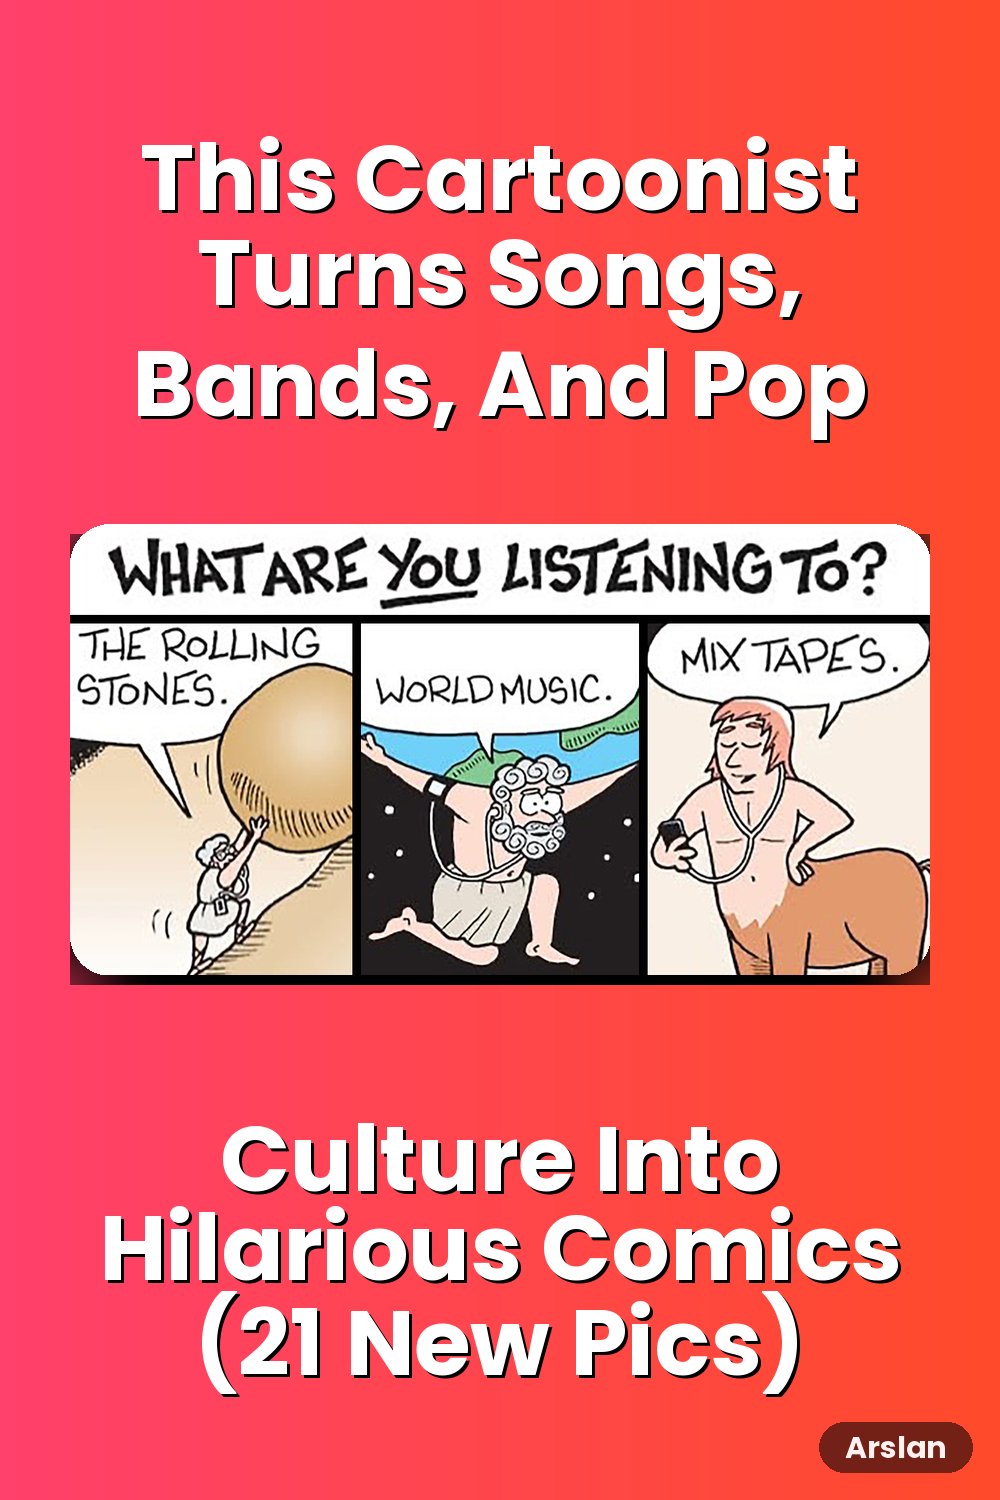 This Cartoonist
Turns Songs,
Bands, And Pop
WHAT ARE YOU LISTENING TO?
THE ROLLING
STONES.
WORLD MUSIC.
MIX TAPES.
Culture Into
Hilarious Comics
(21 New Pics)
Arslan